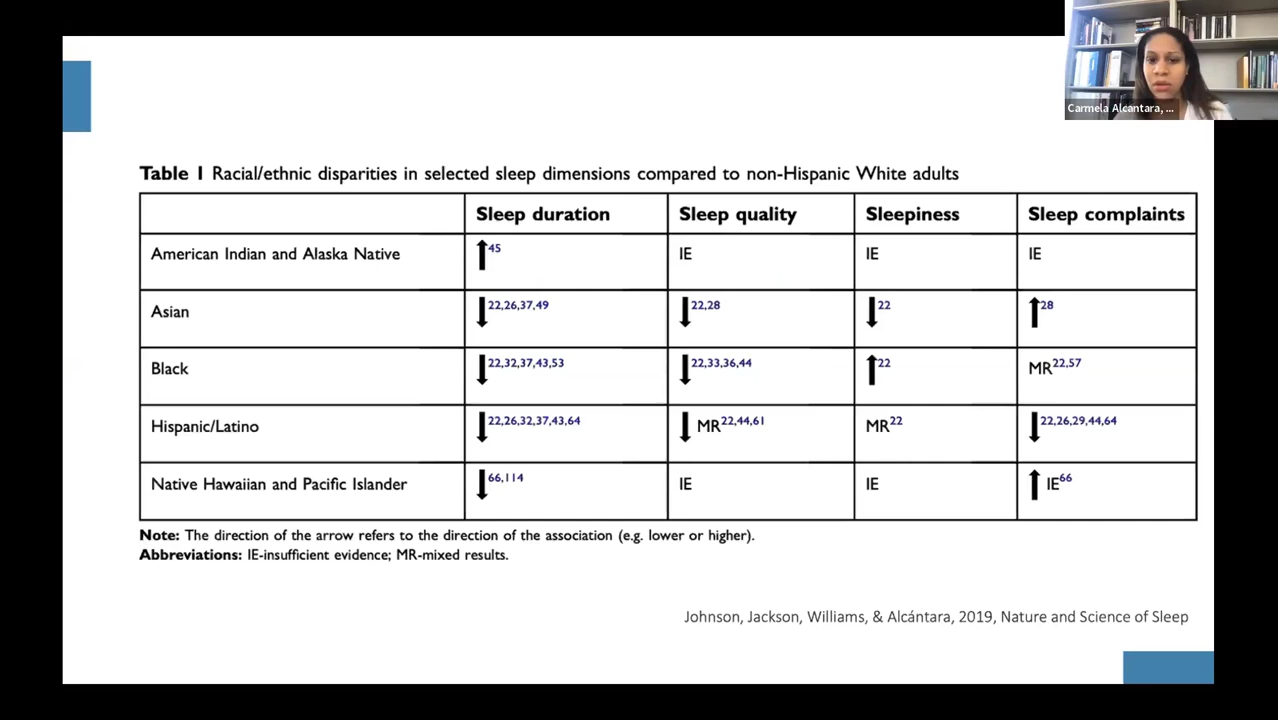 Carmela Alcantara, ...
Table 1 Racial/ethnic disparities in selected sleep dimensions compared to non-Hispanic White adults
Sleep duration Sleep quality Sleepiness Sleep complaints
American Indian and Alaska Native ↑45 IE IE IE
Asian ↓22,26,37,49 ↓22,28 ↓22 ↑28
Black ↓22,32,37,43,53 ↓22,33,36,44 ↑22 MR22,57
Hispanic/Latino ↓22,26,32,37,43,64 ↓ MR22,44,61 MR22 ↓22,26,29,44,64
Native Hawaiian and Pacific Islander ↓66,114 IE IE ↑ IE66
Note: The direction of the arrow refers to the direction of the association (e.g. lower or higher).
Abbreviations: IE-insufficient evidence; MR-mixed results.
Johnson, Jackson, Williams, & Alcántara, 2019, Nature and Science of Sleep